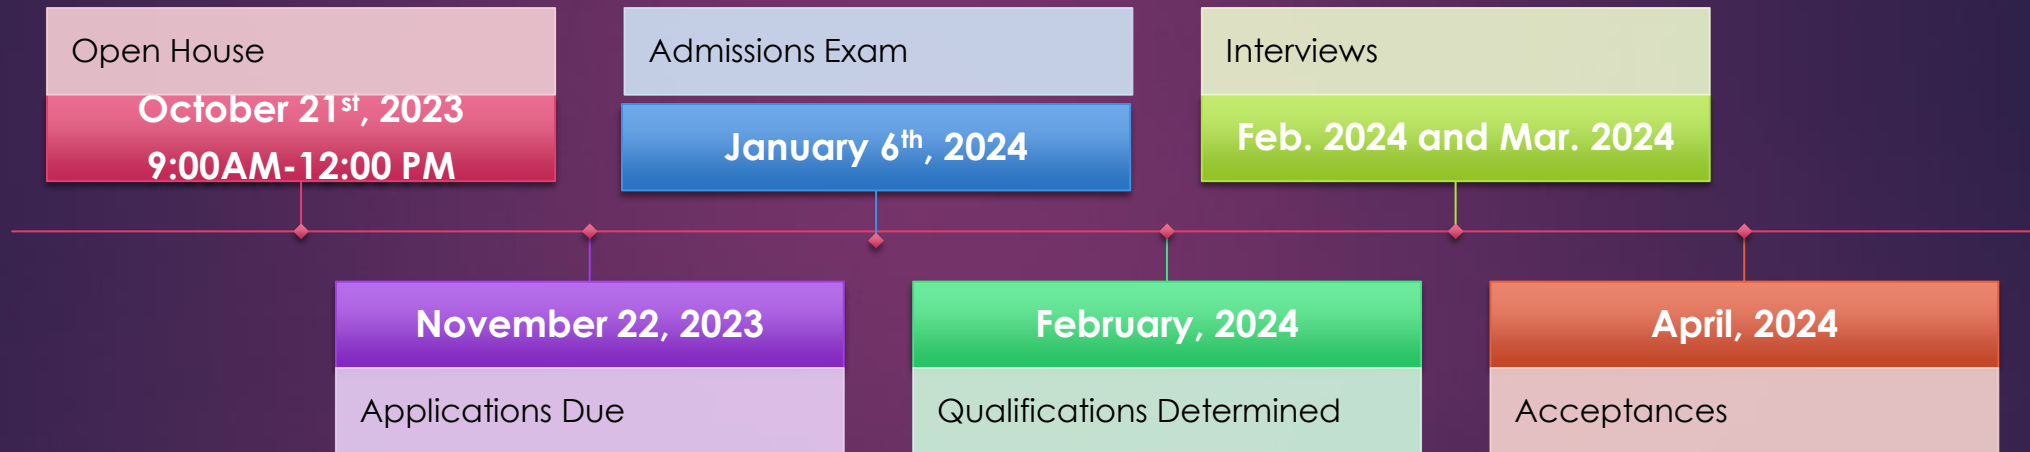 Open House
October 21st, 2023
9:00AM-12:00 PM
November 22, 2023
Applications Due
Admissions Exam
January 6th, 2024
February, 2024
Qualifications Determined
Interviews
Feb. 2024 and Mar. 2024
April, 2024
Acceptances